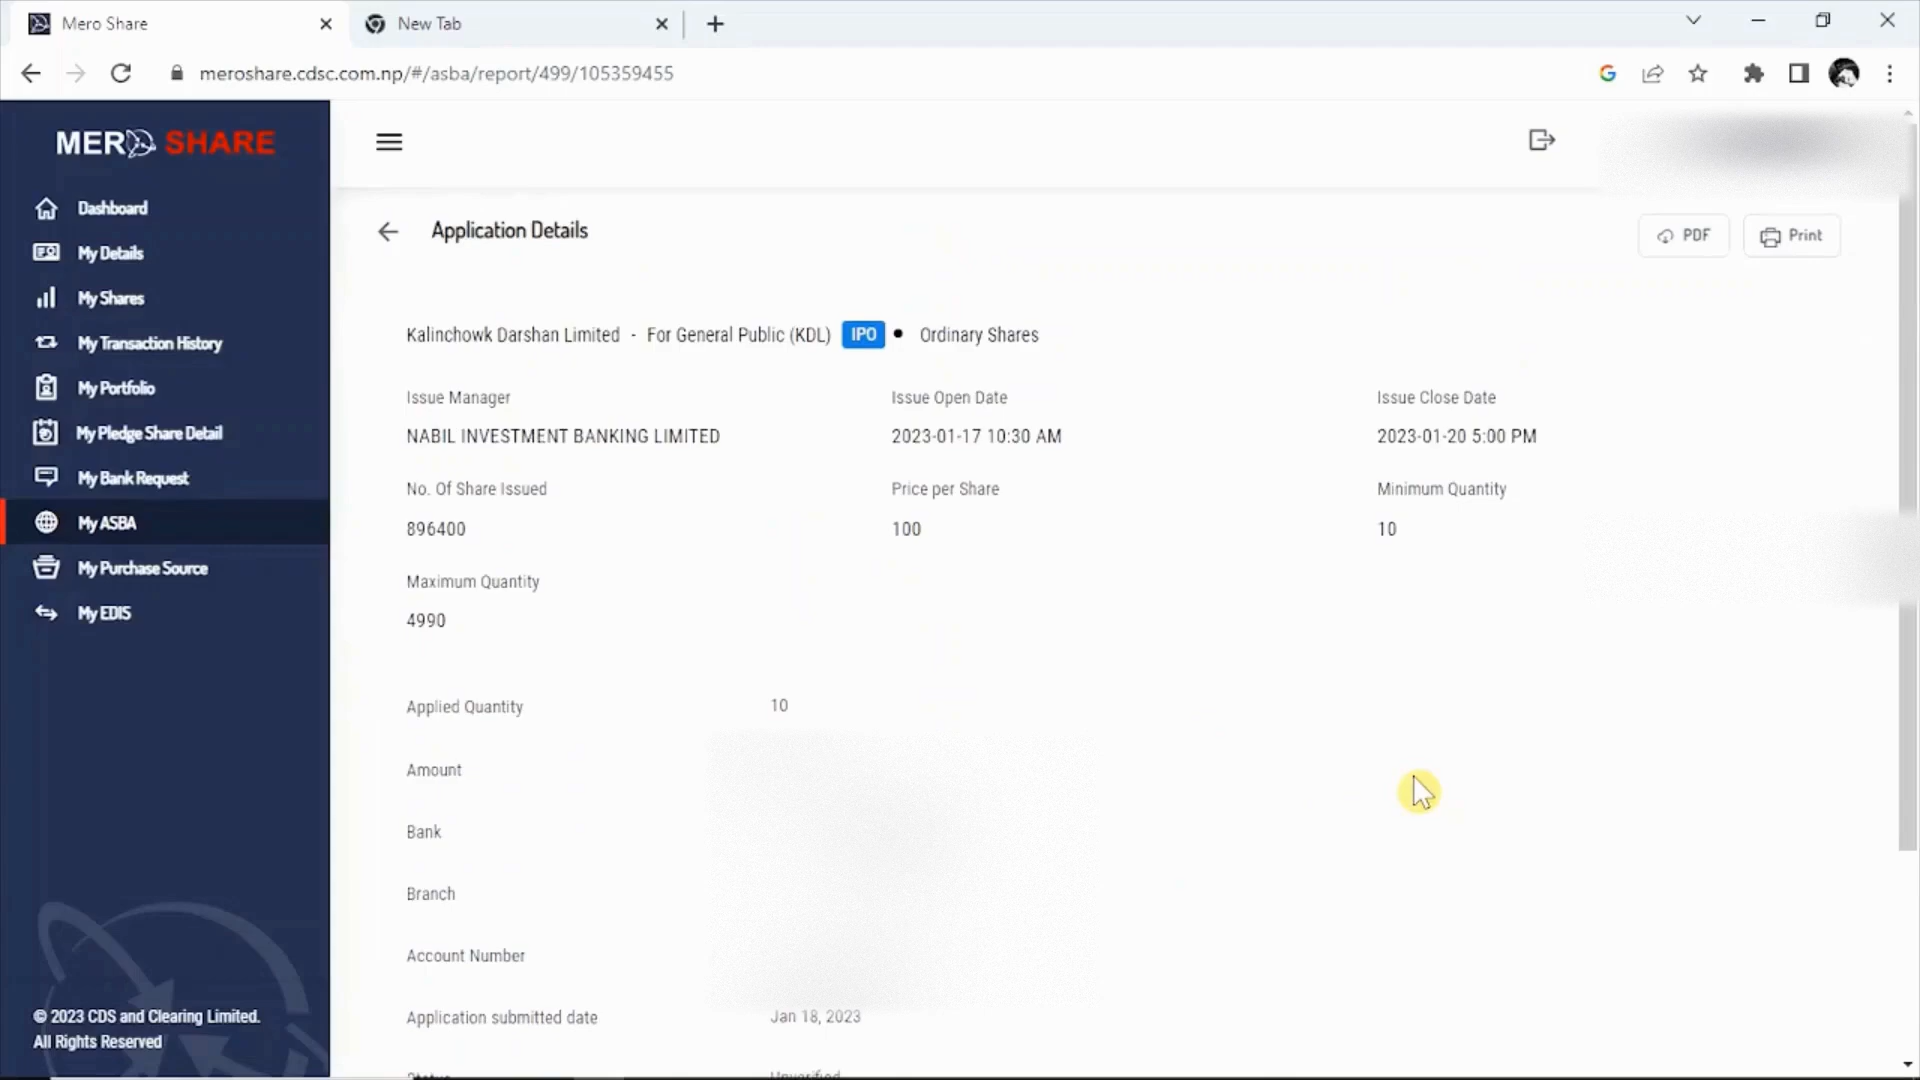 Mero Share
New Tab
meroshare.cdsc.com.np/#/asba/report/499/105359455
MERO SHARE
Dashboard
My Details
My Shares
My Transaction History
My Portfolio
My Pledge Share Detail
My Bank Request
My ASBA
My Purchase Source
My EDIS
© 2023 CDS and Clearing Limited.
All Rights Reserved
Application Details
PDF
Print
Kalinchowk Darshan Limited - For General Public (KDL) IPO • Ordinary Shares
Issue Manager
NABIL INVESTMENT BANKING LIMITED
Issue Open Date
2023-01-17 10:30 AM
Issue Close Date
2023-01-20 5:00 PM
No. Of Share Issued
896400
Price per Share
100
Minimum Quantity
10
Maximum Quantity
4990
Applied Quantity 10
Amount
Bank
Branch
Account Number
Application submitted date Jan 18, 2023
Status Unverified